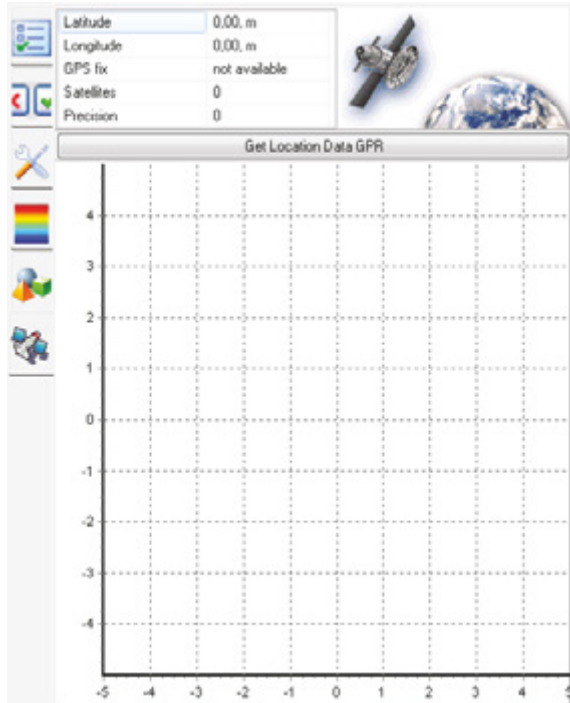 Latitude 0,00, m
Longitude 0,00, m
GPS fix not available
Satellites 0
Precision 0
Get Location Data GPR
4
3
2
1
0
-1
-2
-3
-4
-5 -4 -3 -2 -1 0 1 2 3 4 5